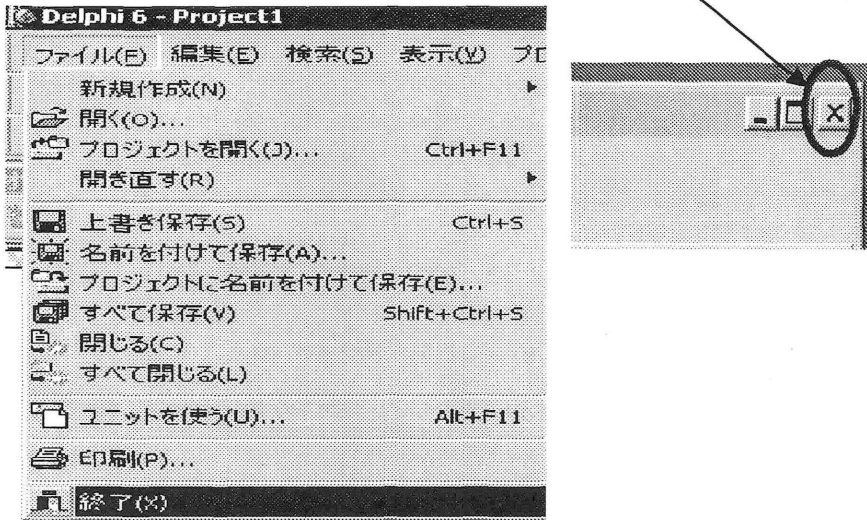 Delphi 6 - Project1
ファイル(F) 編集(E) 検索(S) 表示(V) プロ
新規作成(N)
開く(O)...
プロジェクトを開く(J)... Ctrl+F11
開き直す(R)
上書き保存(S) Ctrl+S
名前を付けて保存(A)...
プロジェクトに名前を付けて保存(E)...
すべて保存(V) Shift+Ctrl+S
閉じる(C)
すべて閉じる(L)
ユニットを使う(U)... Alt+F11
印刷(P)...
終了(X)